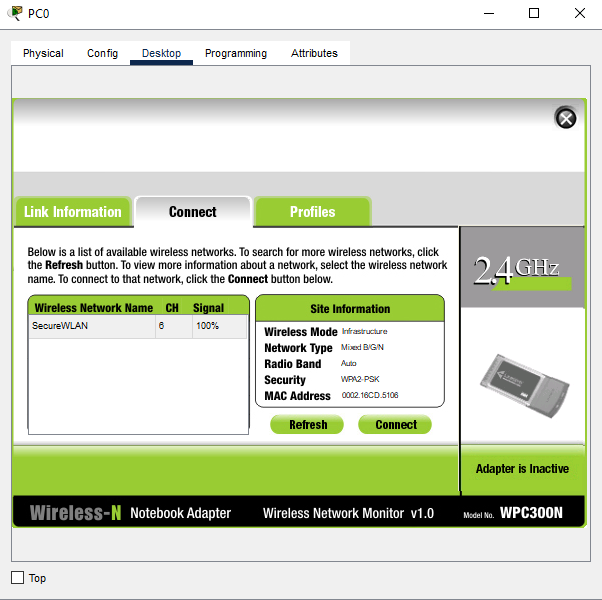 PC0
Physical Config Desktop Programming Attributes
Link Information Connect Profiles
Below is a list of available wireless networks. To search for more wireless networks, click
the Refresh button. To view more information about a network, select the wireless network
name. To connect to that network, click the Connect button below.
2.4GHz
Wireless Network Name CH Signal
SecureWLAN 6 100%
Site Information
Wireless Mode Infrastructure
Network Type Mixed B/G/N
Radio Band Auto
Security WPA2-PSK
MAC Address 0002.16CD.5106
Refresh Connect
Adapter is Inactive
Wireless-N Notebook Adapter Wireless Network Monitor v1.0 Model No. WPC300N
Top